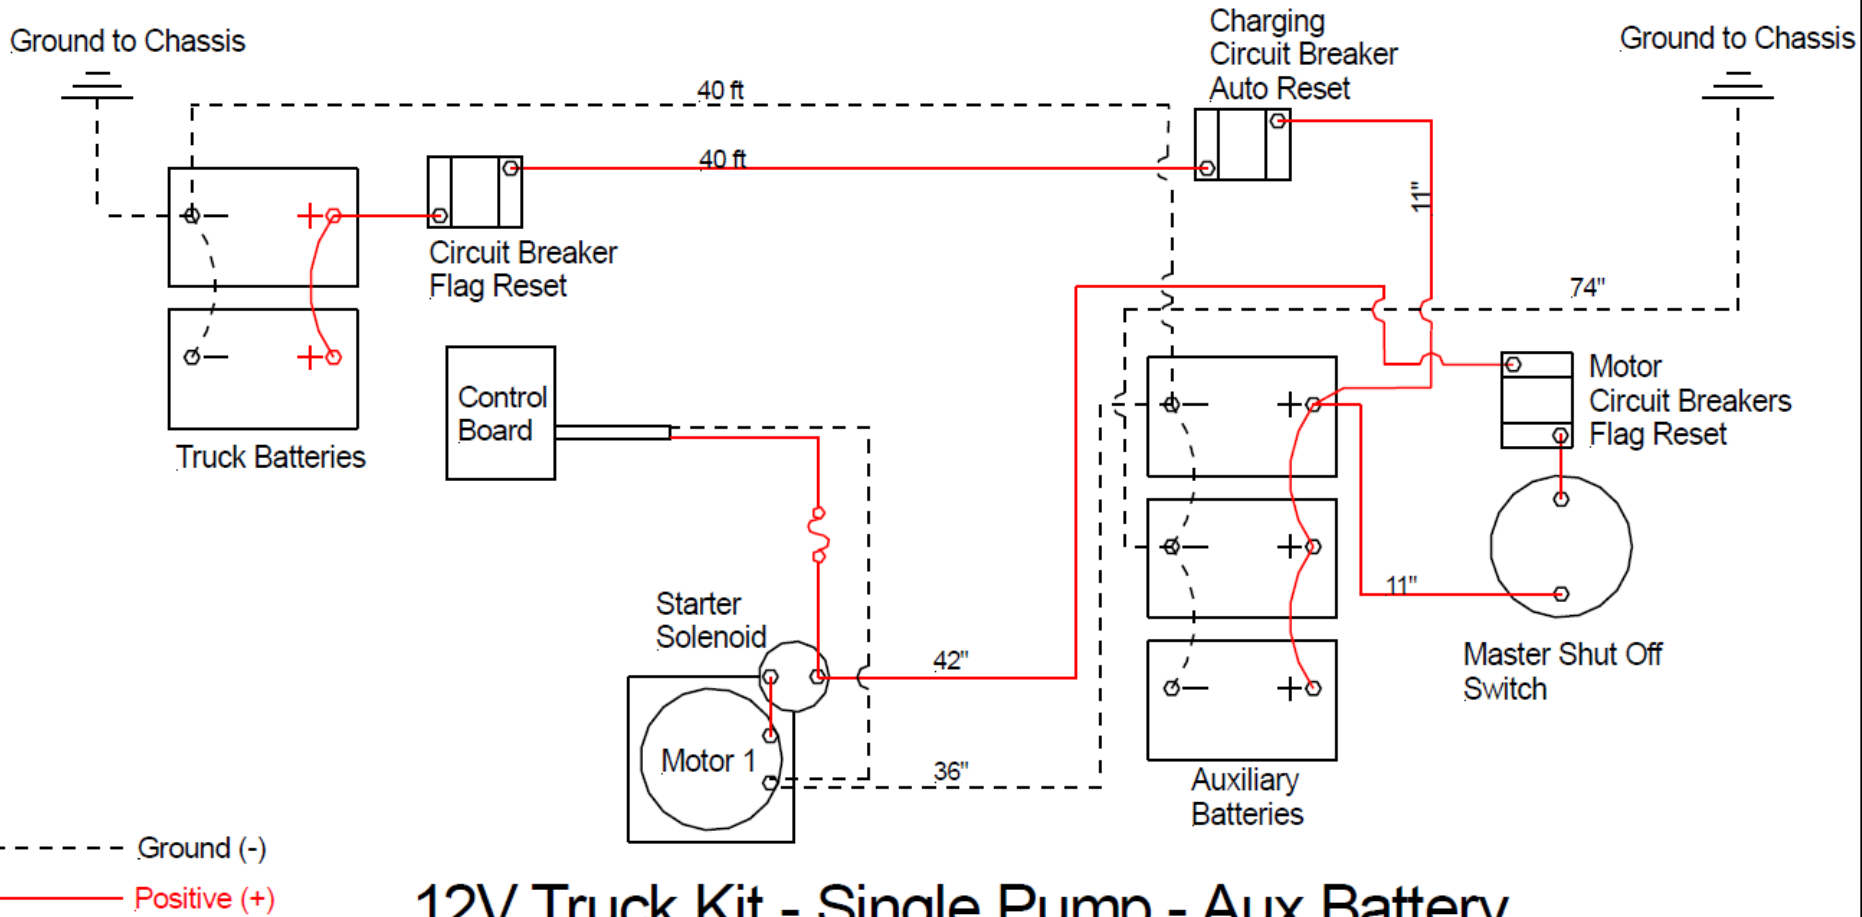 Ground to Chassis
Charging
Circuit Breaker
Auto Reset
Ground to Chassis
40 ft
40 ft
11"
Circuit Breaker
Flag Reset
74"
Motor
Circuit Breakers
Flag Reset
Control
Board
Truck Batteries
11"
Starter
Solenoid
42"
Master Shut Off
Switch
Motor 1
36"
Auxiliary
Batteries
Ground (-)
Positive (+)
12V Truck Kit - Single Pump - Aux Battery